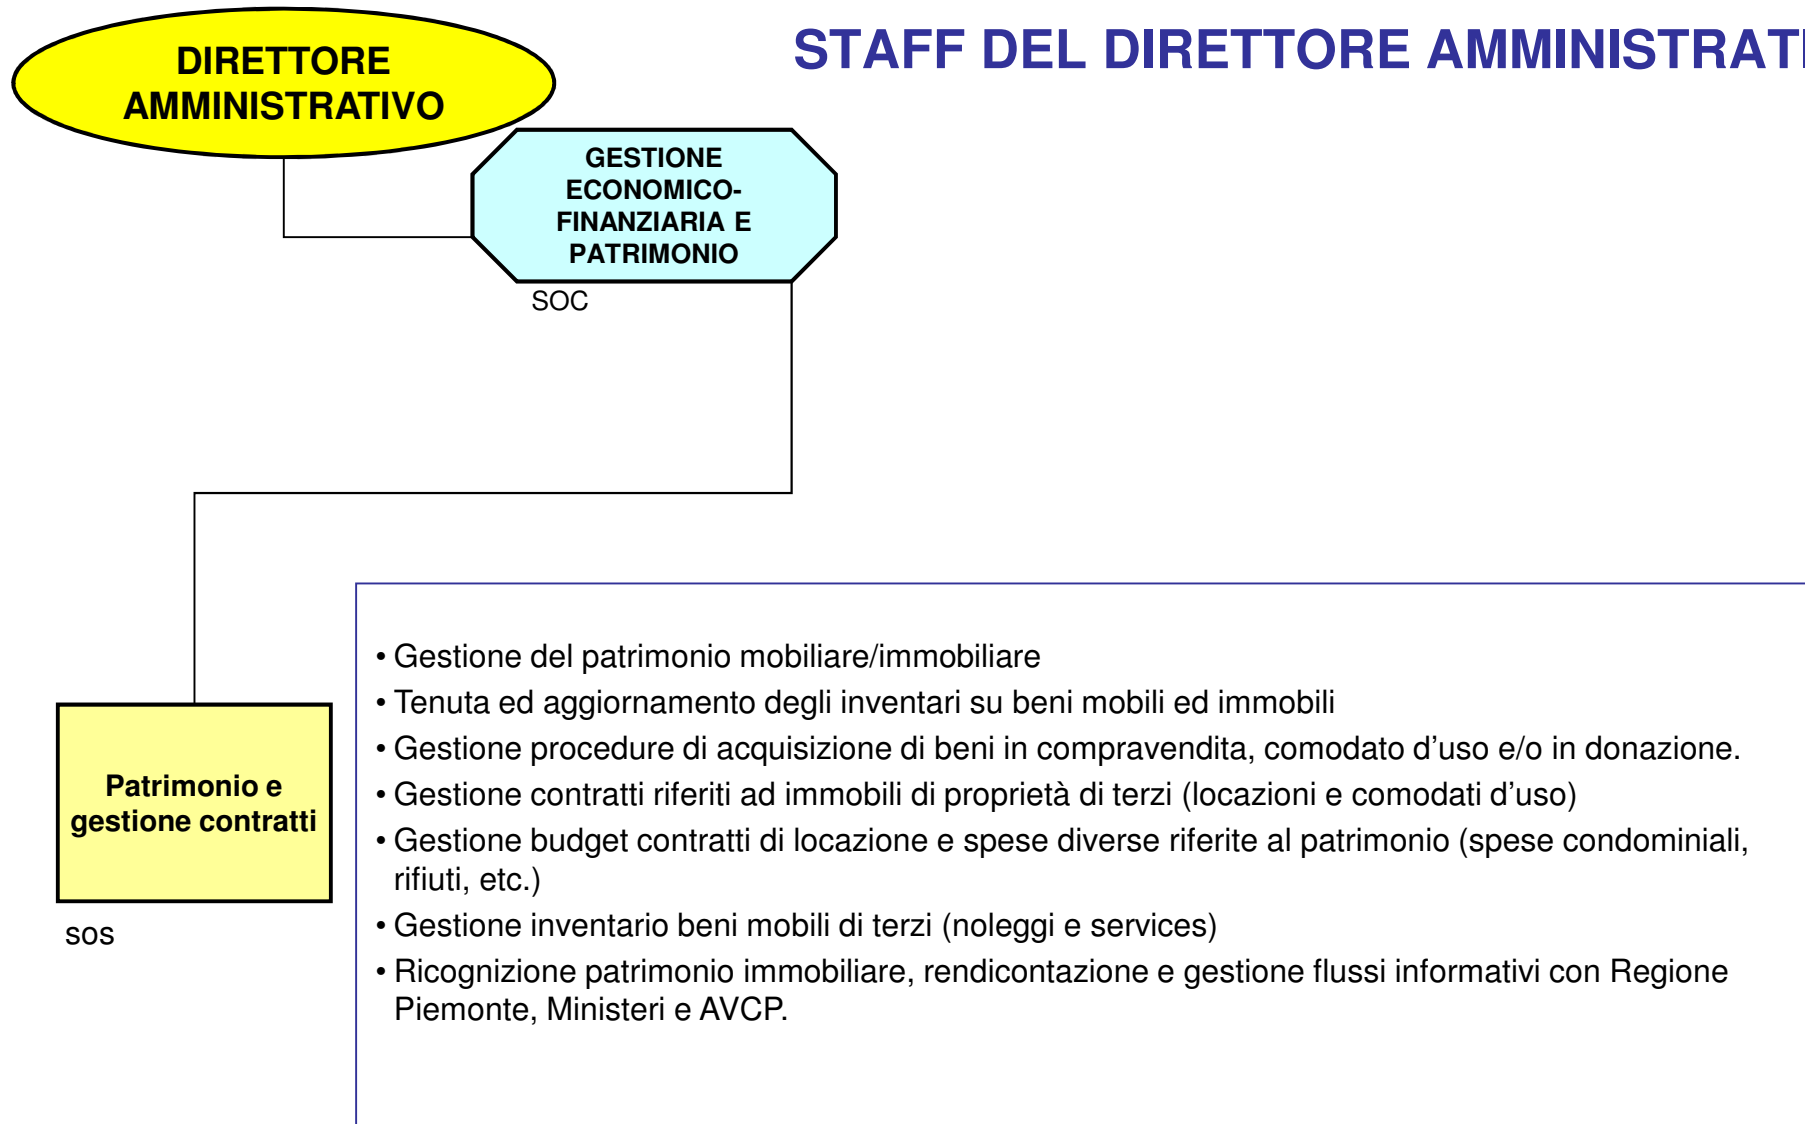 DIRETTORE
AMMINISTRATIVO
STAFF DEL DIRETTORE AMMINISTRATI
GESTIONE
ECONOMICO-
FINANZIARIA E
PATRIMONIO
SOC
Patrimonio e
gestione contratti
SOS
• Gestione del patrimonio mobiliare/immobiliare
• Tenuta ed aggiornamento degli inventari su beni mobili ed immobili
• Gestione procedure di acquisizione di beni in compravendita, comodato d’uso e/o in donazione.
• Gestione contratti riferiti ad immobili di proprietà di terzi (locazioni e comodati d’uso)
• Gestione budget contratti di locazione e spese diverse riferite al patrimonio (spese condominiali,
rifiuti, etc.)
• Gestione inventario beni mobili di terzi (noleggi e services)
• Ricognizione patrimonio immobiliare, rendicontazione e gestione flussi informativi con Regione
Piemonte, Ministeri e AVCP.